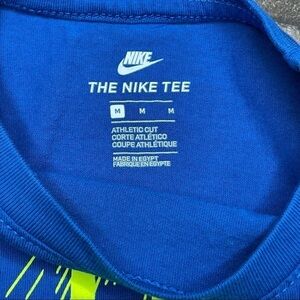 NIKE
THE NIKE TEE
M M M
ATHLETIC CUT
CORTE ATLÉTICO
COUPE ATHLÉTIQUE
MADE IN EGYPT
FABRIQUÉ EN EGYPTE